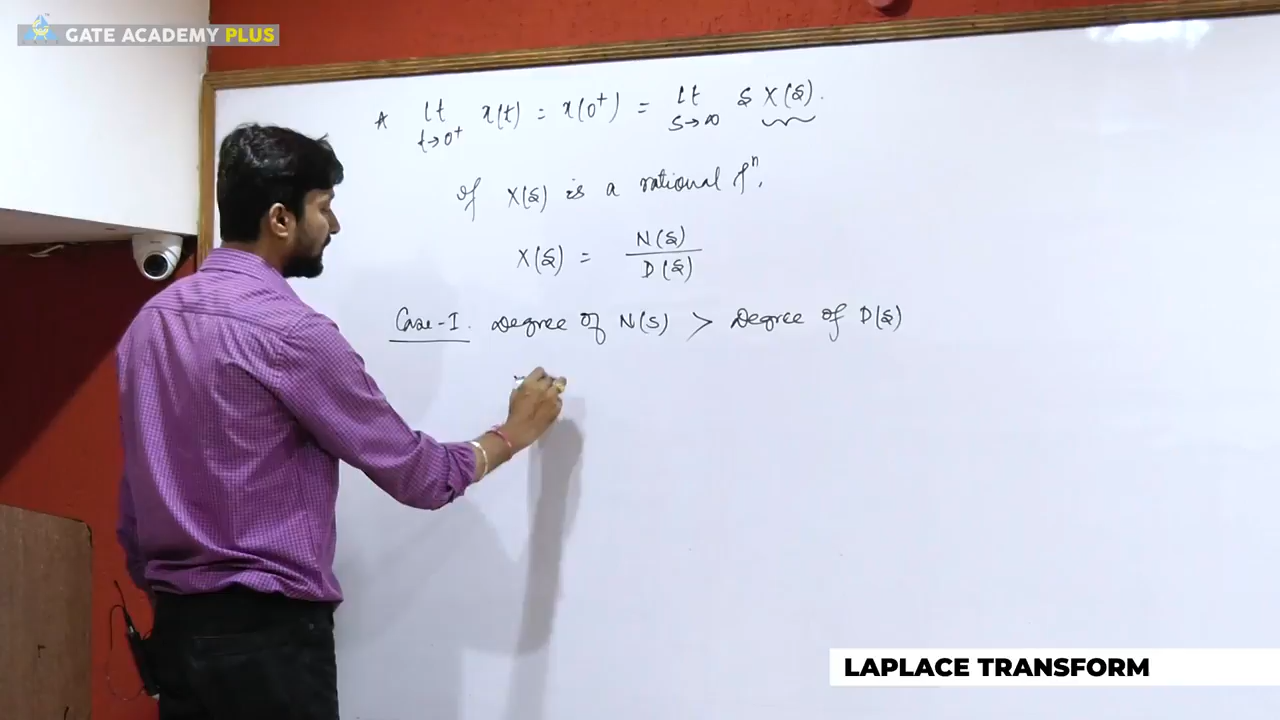 GATE ACADEMY PLUS
* lt x(t) = x(0⁺) = lt S X(S).
t→0⁺ S→∞
If X(S) is a rational fⁿ.
X(S) = N(S)
D(S)
Case-I. Degree of N(S) > Degree of D(S)
LAPLACE TRANSFORM